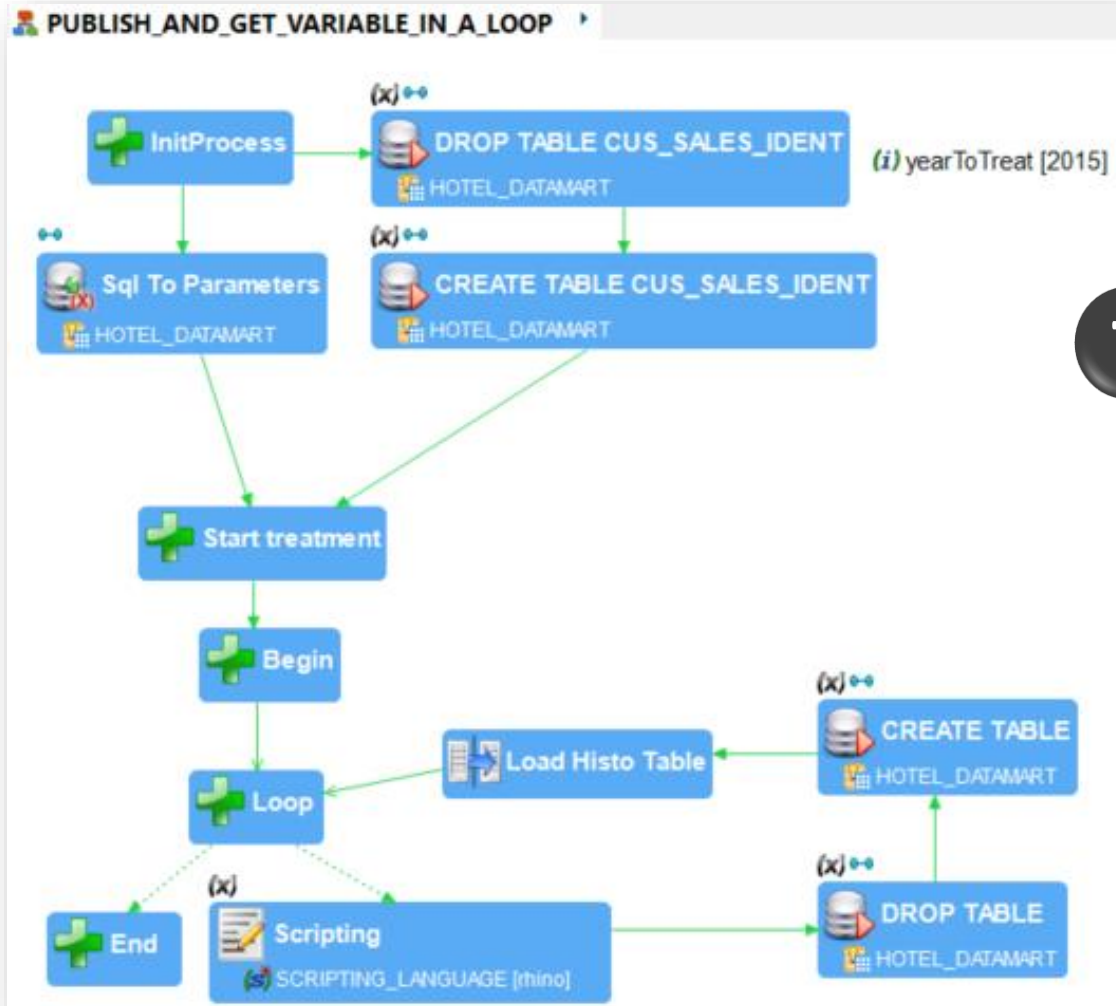 PUBLISH_AND_GET_VARIABLE_IN_A_LOOP
(x)
InitProcess
DROP TABLE CUS_SALES_IDENT
HOTEL_DATAMART
(i) yearToTreat [2015]
(x)
Sql To Parameters
HOTEL_DATAMART
CREATE TABLE CUS_SALES_IDENT
HOTEL_DATAMART
Start treatment
Begin
(x)
CREATE TABLE
HOTEL_DATAMART
Load Histo Table
Loop
(x)
DROP TABLE
HOTEL_DATAMART
End
(x)
Scripting
SCRIPTING_LANGUAGE [rhino]